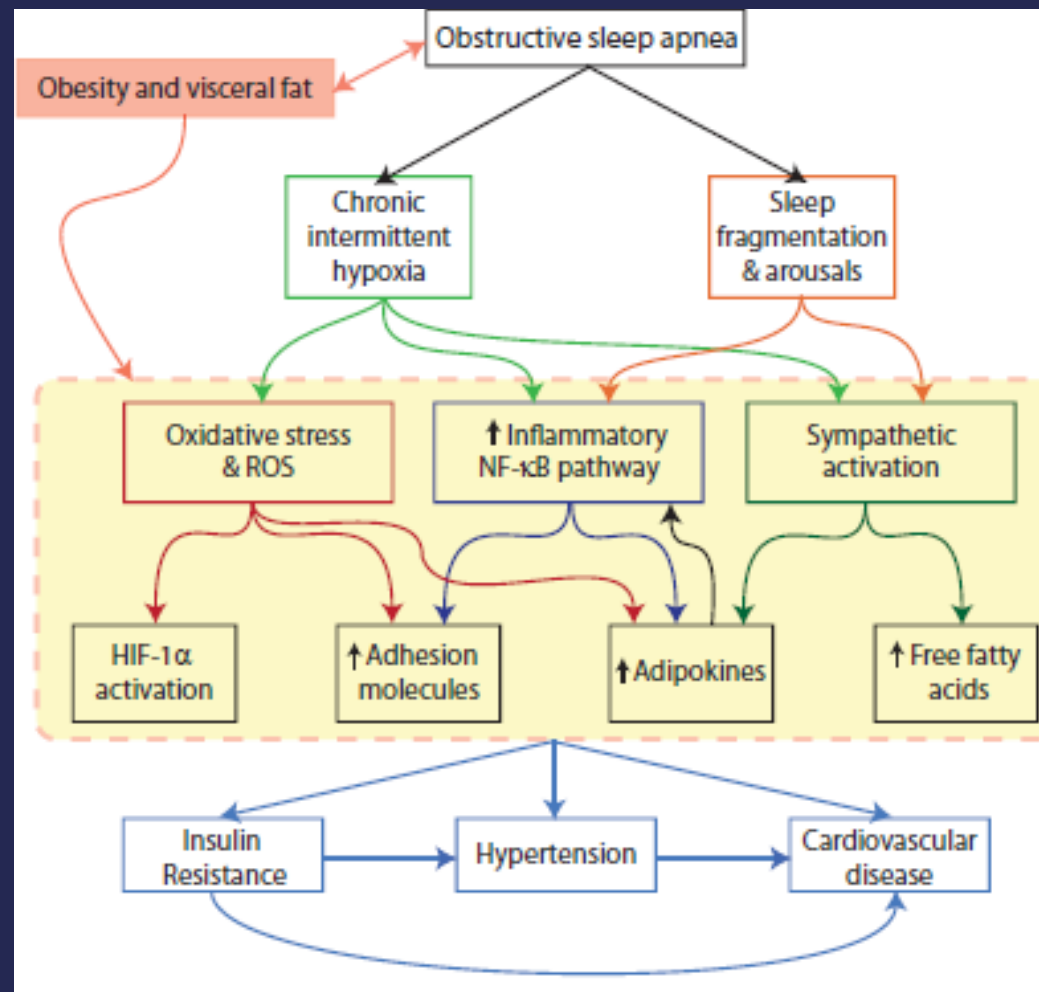 Obstructive sleep apnea
Obesity and visceral fat
Chronic
intermittent
hypoxia
Sleep
fragmentation
& arousals
Oxidative stress
& ROS
↑ Inflammatory
NF-κB pathway
Sympathetic
activation
HIF-1α
activation
↑ Adhesion
molecules
↑ Adipokines
↑ Free fatty
acids
Insulin
Resistance
Hypertension
Cardiovascular
disease